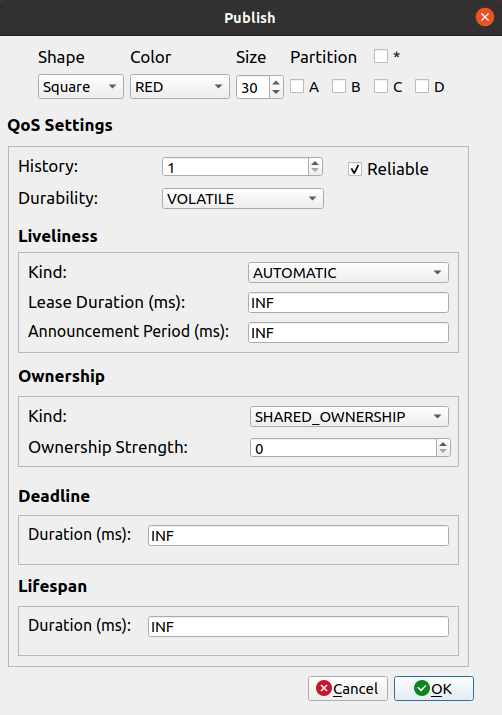 Publish
Shape Color Size Partition *
Square RED 30 A B C D
QoS Settings
History: 1 Reliable
Durability: VOLATILE
Liveliness
Kind: AUTOMATIC
Lease Duration (ms): INF
Announcement Period (ms): INF
Ownership
Kind: SHARED_OWNERSHIP
Ownership Strength: 0
Deadline
Duration (ms): INF
Lifespan
Duration (ms): INF
Cancel OK